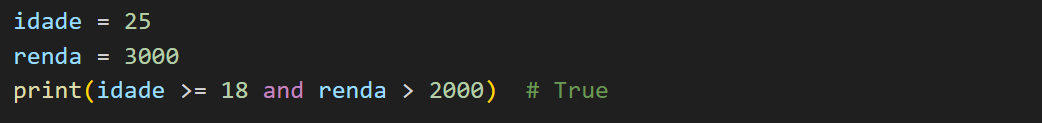 idade = 25
renda = 3000
print(idade >= 18 and renda > 2000)  # True